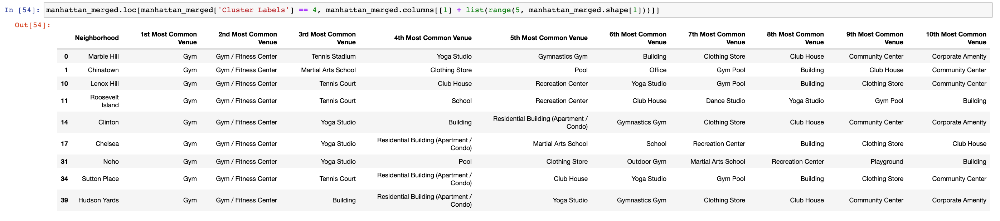 In [54]: manhattan_merged.loc[manhattan_merged['Cluster Labels'] == 4, manhattan_merged.columns[[1] + list(range(5, manhattan_merged.shape[1]))]]
Out[54]:
Neighborhood 1st Most Common Venue 2nd Most Common Venue 3rd Most Common Venue 4th Most Common Venue 5th Most Common Venue 6th Most Common Venue 7th Most Common Venue 8th Most Common Venue 9th Most Common Venue 10th Most Common Venue
0 Marble Hill Gym Gym / Fitness Center Tennis Stadium Yoga Studio Gymnastics Gym Building Clothing Store Club House Community Center Corporate Amenity
1 Chinatown Gym Gym / Fitness Center Martial Arts School Clothing Store Pool Office Gym Pool Building Club House Community Center
10 Lenox Hill Gym Gym / Fitness Center Tennis Court Club House Recreation Center Yoga Studio Gym Pool Building Clothing Store Community Center
11 Roosevelt Island Gym Gym / Fitness Center Tennis Court School Recreation Center Club House Dance Studio Yoga Studio Gym Pool Building
14 Clinton Gym Gym / Fitness Center Yoga Studio Building Residential Building (Apartment / Condo) Gymnastics Gym Clothing Store Club House Community Center Corporate Amenity
17 Chelsea Gym Gym / Fitness Center Yoga Studio Residential Building (Apartment / Condo) Martial Arts School School Recreation Center Building Clothing Store Club House
31 Noho Gym Gym / Fitness Center Yoga Studio Pool Clothing Store Outdoor Gym Martial Arts School Recreation Center Playground Building
34 Sutton Place Gym Gym / Fitness Center Tennis Court Residential Building (Apartment / Condo) Club House Yoga Studio Gym Pool Building Clothing Store Community Center
39 Hudson Yards Gym Gym / Fitness Center Building Residential Building (Apartment / Condo) Yoga Studio Gymnastics Gym Clothing Store Club House Community Center Corporate Amenity